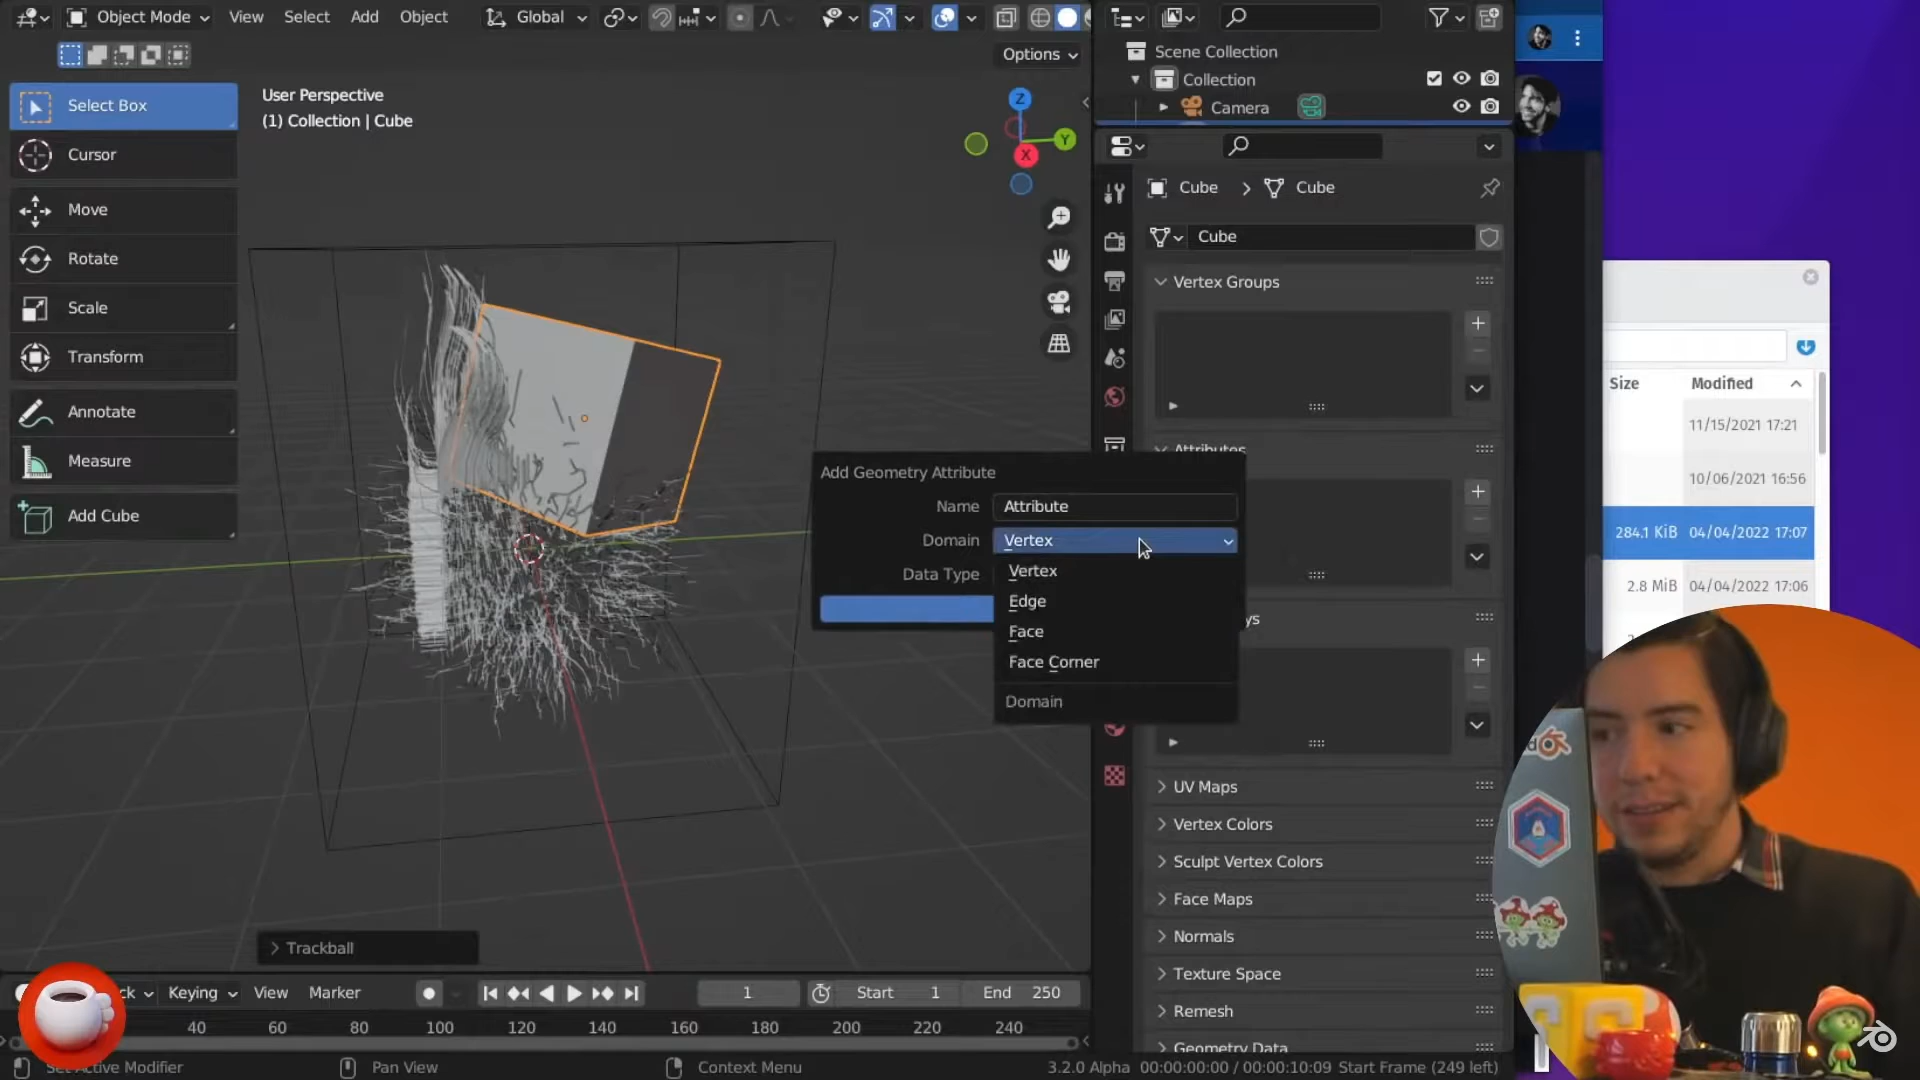 Object Mode
View
Select
Add
Object
Global
Options
Select Box
Cursor
Move
Rotate
Scale
Transform
Annotate
Measure
Add Cube
User Perspective
(1) Collection | Cube
Z
Y
X
Trackball
Scene Collection
Collection
Camera
Cube
Cube
Cube
Vertex Groups
Attributes
Add Geometry Attribute
Name
Attribute
Domain
Vertex
Data Type
Vertex
Edge
Face
Face Corner
Domain
ys
UV Maps
Vertex Colors
Sculpt Vertex Colors
Face Maps
Normals
Texture Space
Remesh
Geometry Data
Size
Modified
11/15/2021 17:21
10/06/2021 16:56
284.1 KiB
04/04/2022 17:07
2.8 MiB
04/04/2022 17:06
ck
Keying
View
Marker
1
Start
1
End
250
40
60
80
100
120
140
160
180
200
220
240
Set Active Modifier
Pan View
Context Menu
3.2.0 Alpha
00:00:00:00 / 00:00:10:09
Start Frame (249 left)